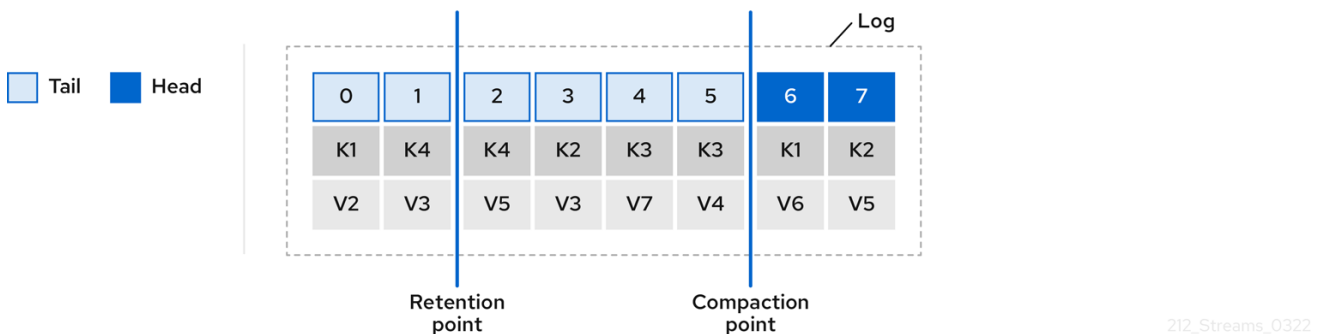 Log
Tail Head
0 1 2 3 4 5 6 7
K1 K4 K4 K2 K3 K3 K1 K2
V2 V3 V5 V3 V7 V4 V6 V5
Retention
point
Compaction
point
212_Streams_0322